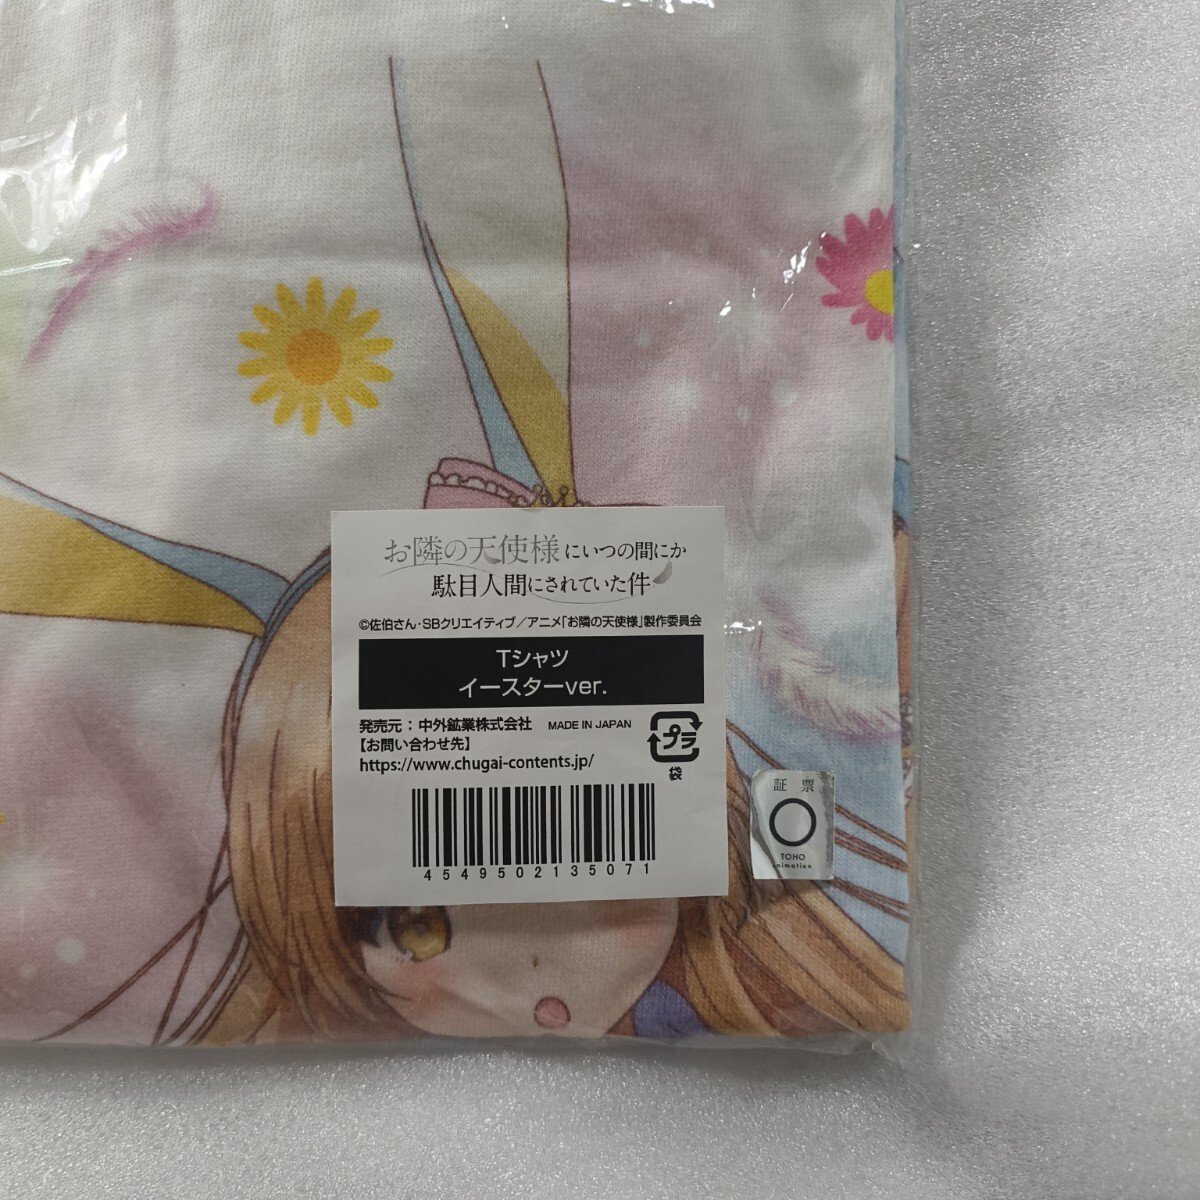 お隣の天使様にいつの間にか
駄目人間にされていた件
©佐伯さん・SBクリエイティブ／アニメ「お隣の天使様」製作委員会
Tシャツ
イースターver.
発売元：中外鉱業株式会社 MADE IN JAPAN
【お問い合わせ先】
https://www.chugai-contents.jp/
プラ
袋
4549502135071
証票
TOHO
animation